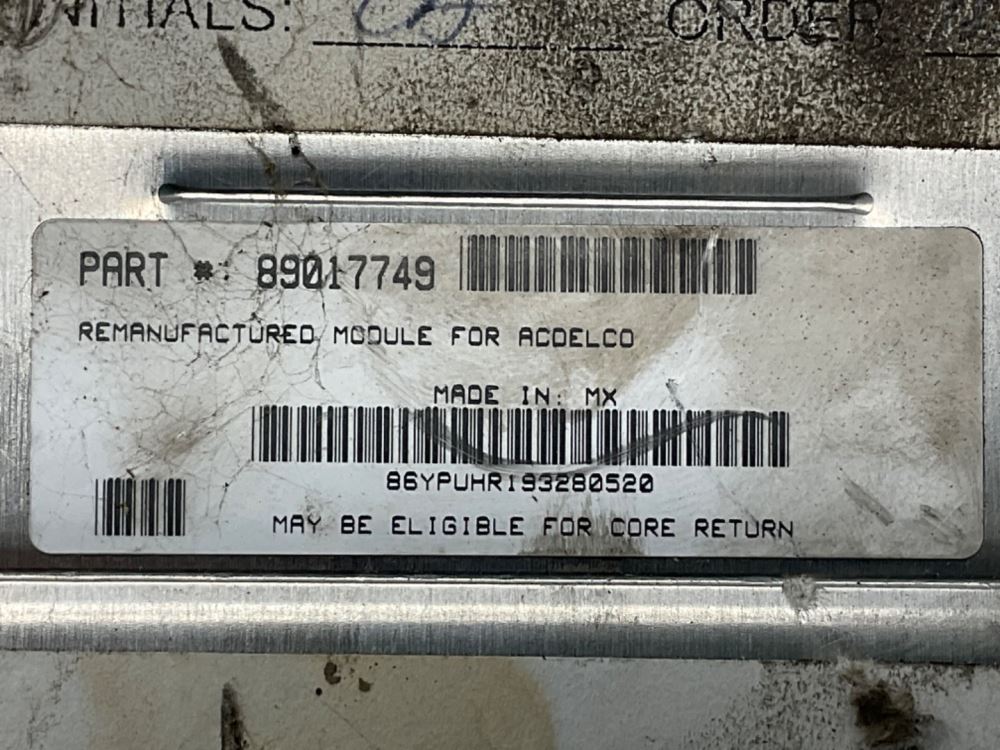 INITIALS:
ORDER
PART #: 89017749
REMANUFACTURED MODULE FOR ACDELCO
MADE IN: MX
86YPUHR193280520
MAY BE ELIGIBLE FOR CORE RETURN